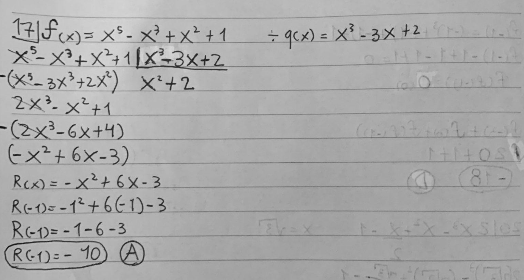 17| f(x) = x⁵ - x³ + x² + 1 ÷ q(x) = x³ - 3x + 2
x⁵ - x³ + x² + 1 | x³ - 3x + 2
-(x⁵ - 3x³ + 2x²) x² + 2
2x³ - x² + 1
-(2x³ - 6x + 4)
(-x² + 6x - 3)
R(x) = -x² + 6x - 3
R(-1) = -1² + 6(-1) - 3
R(-1) = -1 - 6 - 3
R(-1) = -10 A